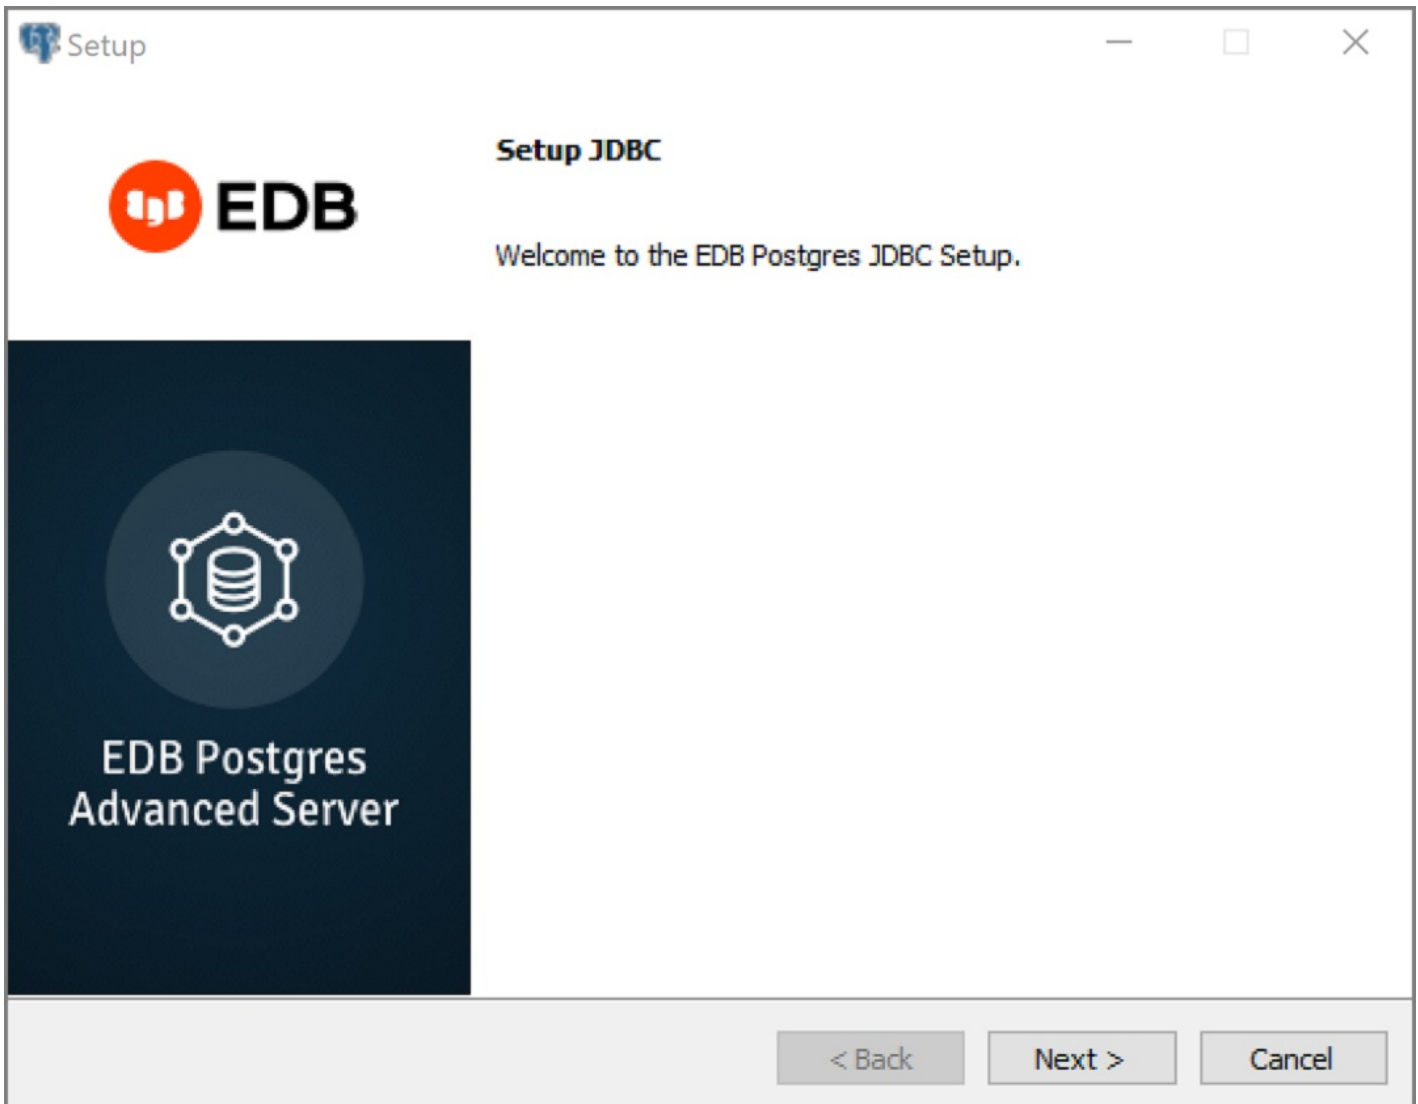 Setup
EDB
Setup JDBC
Welcome to the EDB Postgres JDBC Setup.
EDB Postgres
Advanced Server
< Back
Next >
Cancel